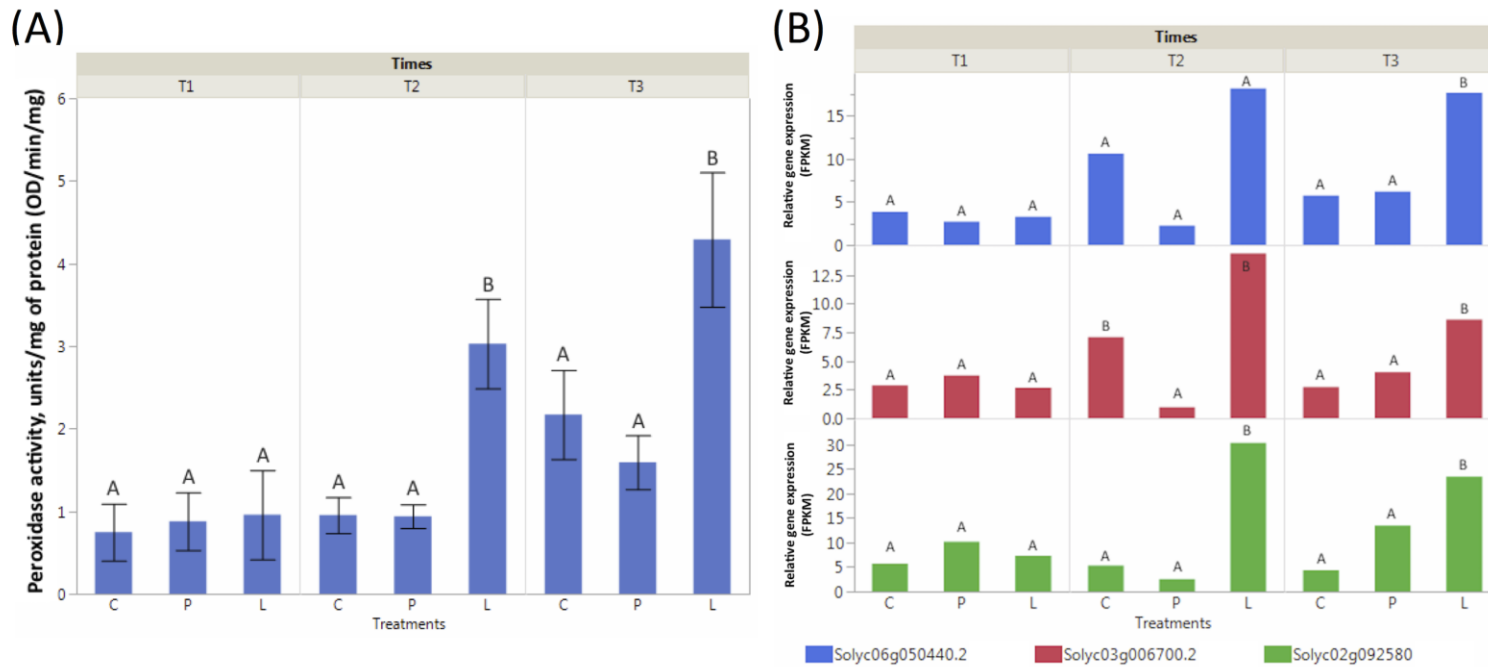 (A)
Times
T1 T2 T3
Peroxidase activity, units/mg of protein (OD/min/mg)
6
5
4
3
2
1
0
A A A A A B A A B
C P L C P L C P L
Treatments
(B)
Times
T1 T2 T3
Relative gene expression
(FPKM)
15
10
5
0
A A A A A A A A B
Relative gene expression
(FPKM)
12.5
10.0
7.5
5.0
2.5
0.0
A A A B A B A A B
Relative gene expression
(FPKM)
30
25
20
15
10
5
0
A A A A A B A A B
C P L C P L C P L
Treatments
Solyc06g050440.2 Solyc03g006700.2 Solyc02g092580